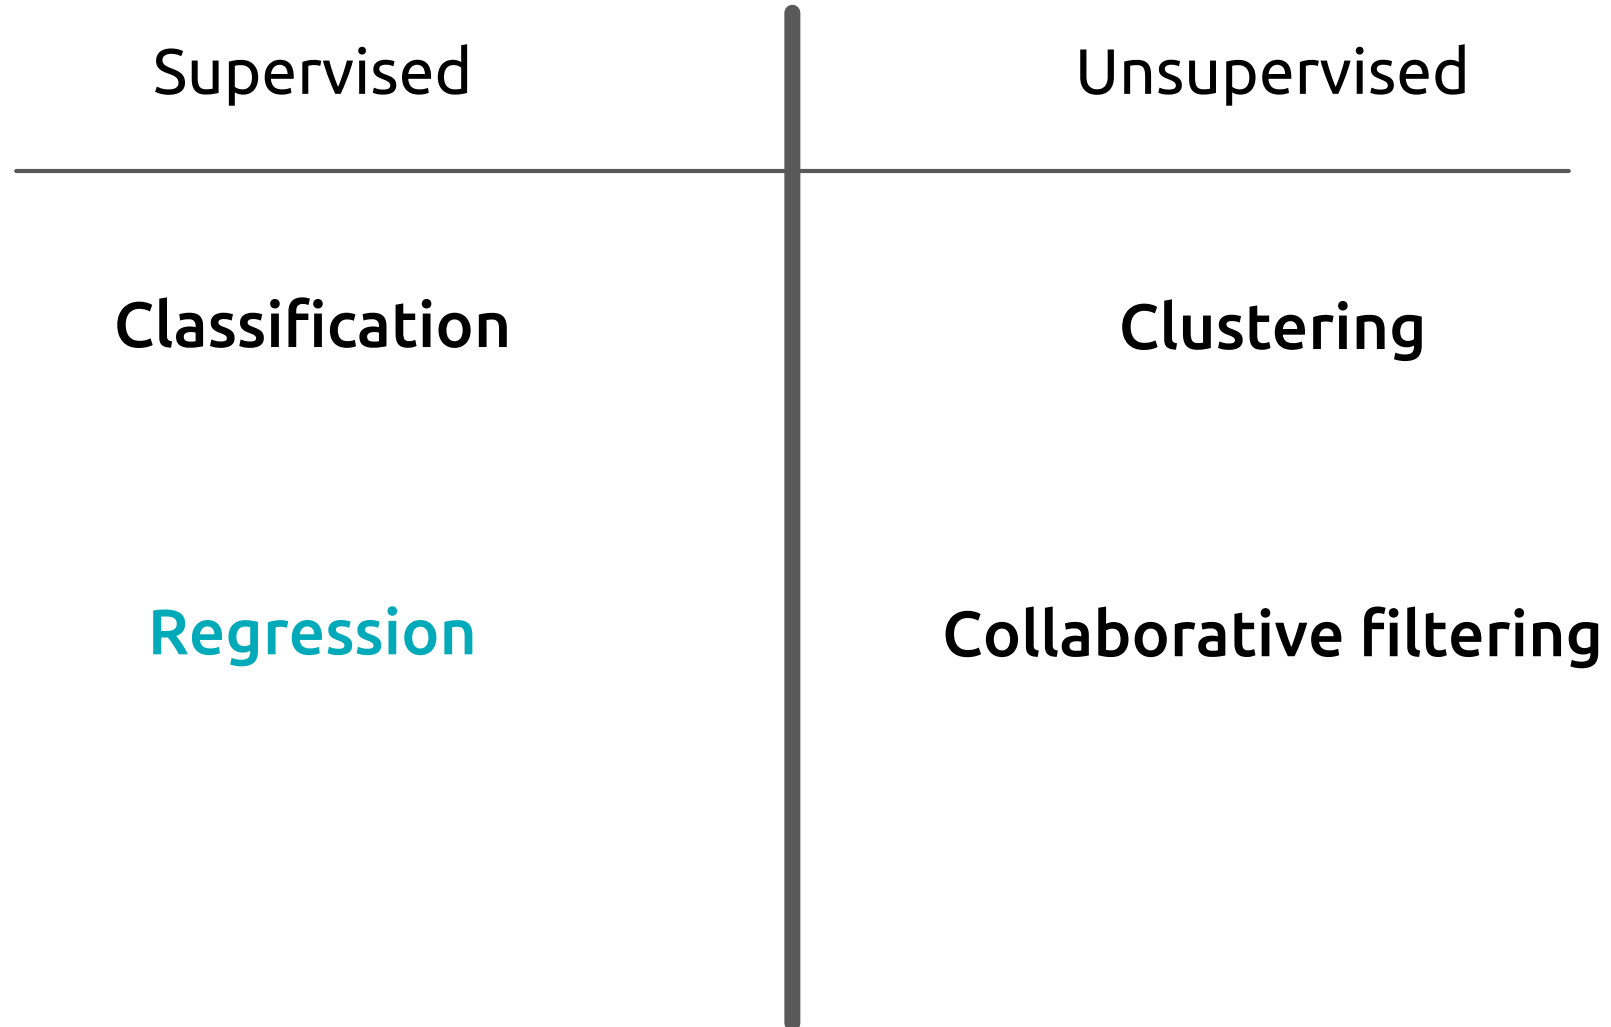 Supervised
Unsupervised
Classification
Clustering
Regression
Collaborative filtering